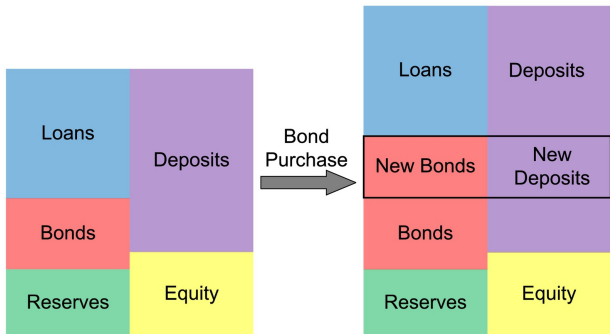 Loans
Deposits
Bonds
Reserves
Equity
Bond
Purchase
Loans
Deposits
New Bonds
New
Deposits
Bonds
Reserves
Equity